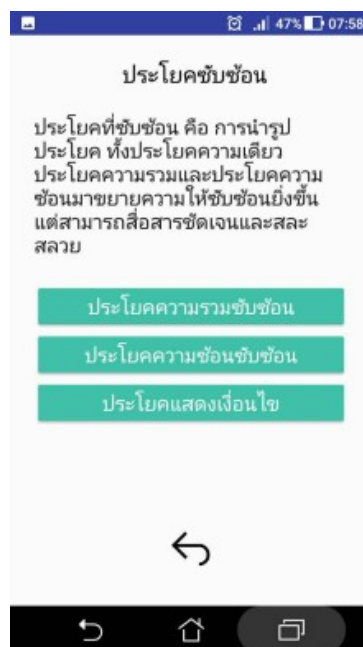 47% 07:58
ประโยคซับซ้อน
ประโยคที่ซับซ้อน คือ การนำรูป
ประโยค ทั้งประโยคความเดียว
ประโยคความรวมและประโยคความ
ซ้อนมาขยายความให้ซับซ้อนยิ่งขึ้น
แต่สามารถสื่อสารชัดเจนและสละ
สลวย
ประโยคความรวมซับซ้อน
ประโยคความซ้อนซับซ้อน
ประโยคแสดงเงื่อนไข